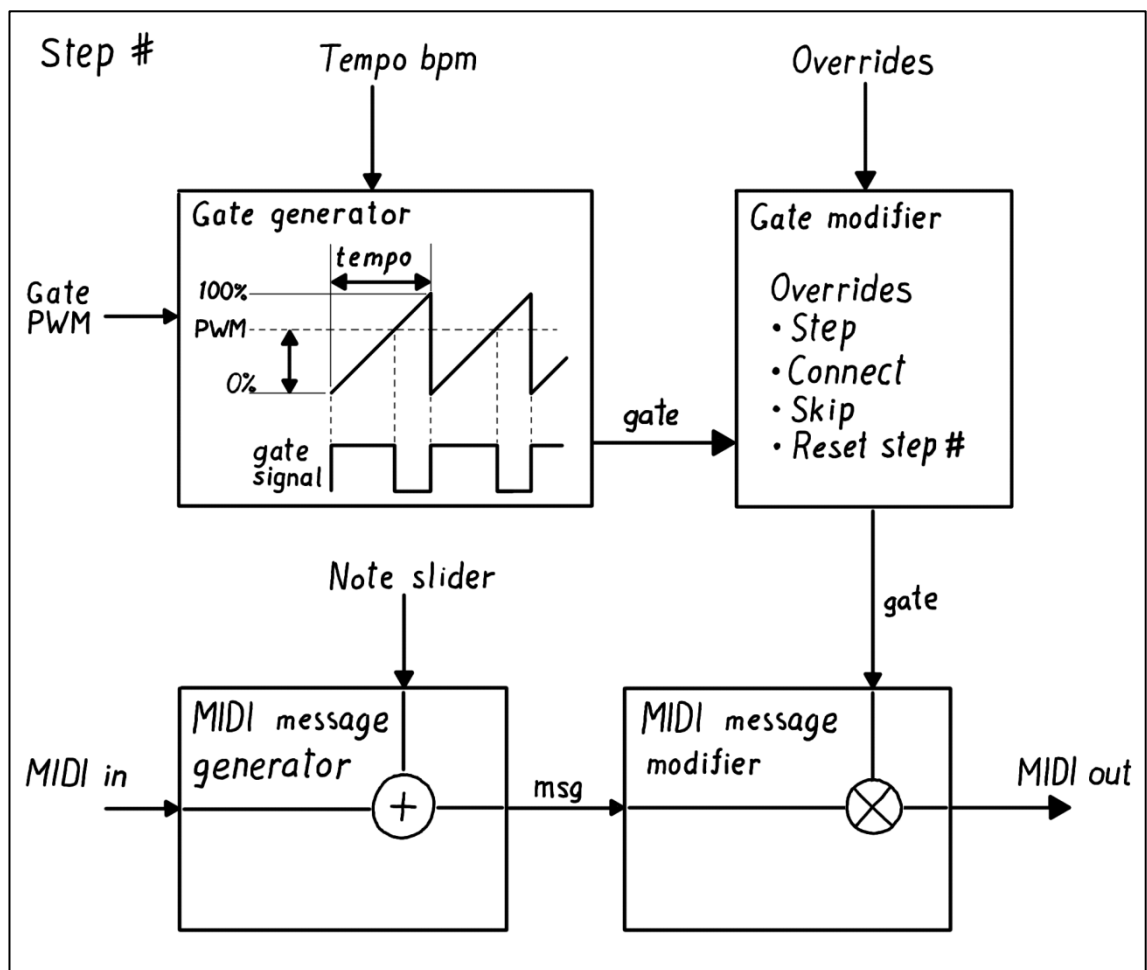 Step #
Tempo bpm
Overrides
Gate generator
tempo
100%
PWM
0%
gate
signal
Gate
PWM
gate
Gate modifier
Overrides
• Step
• Connect
• Skip
• Reset step #
Note slider
gate
MIDI in
MIDI message
generator
+
msg
MIDI message
modifier
MIDI out